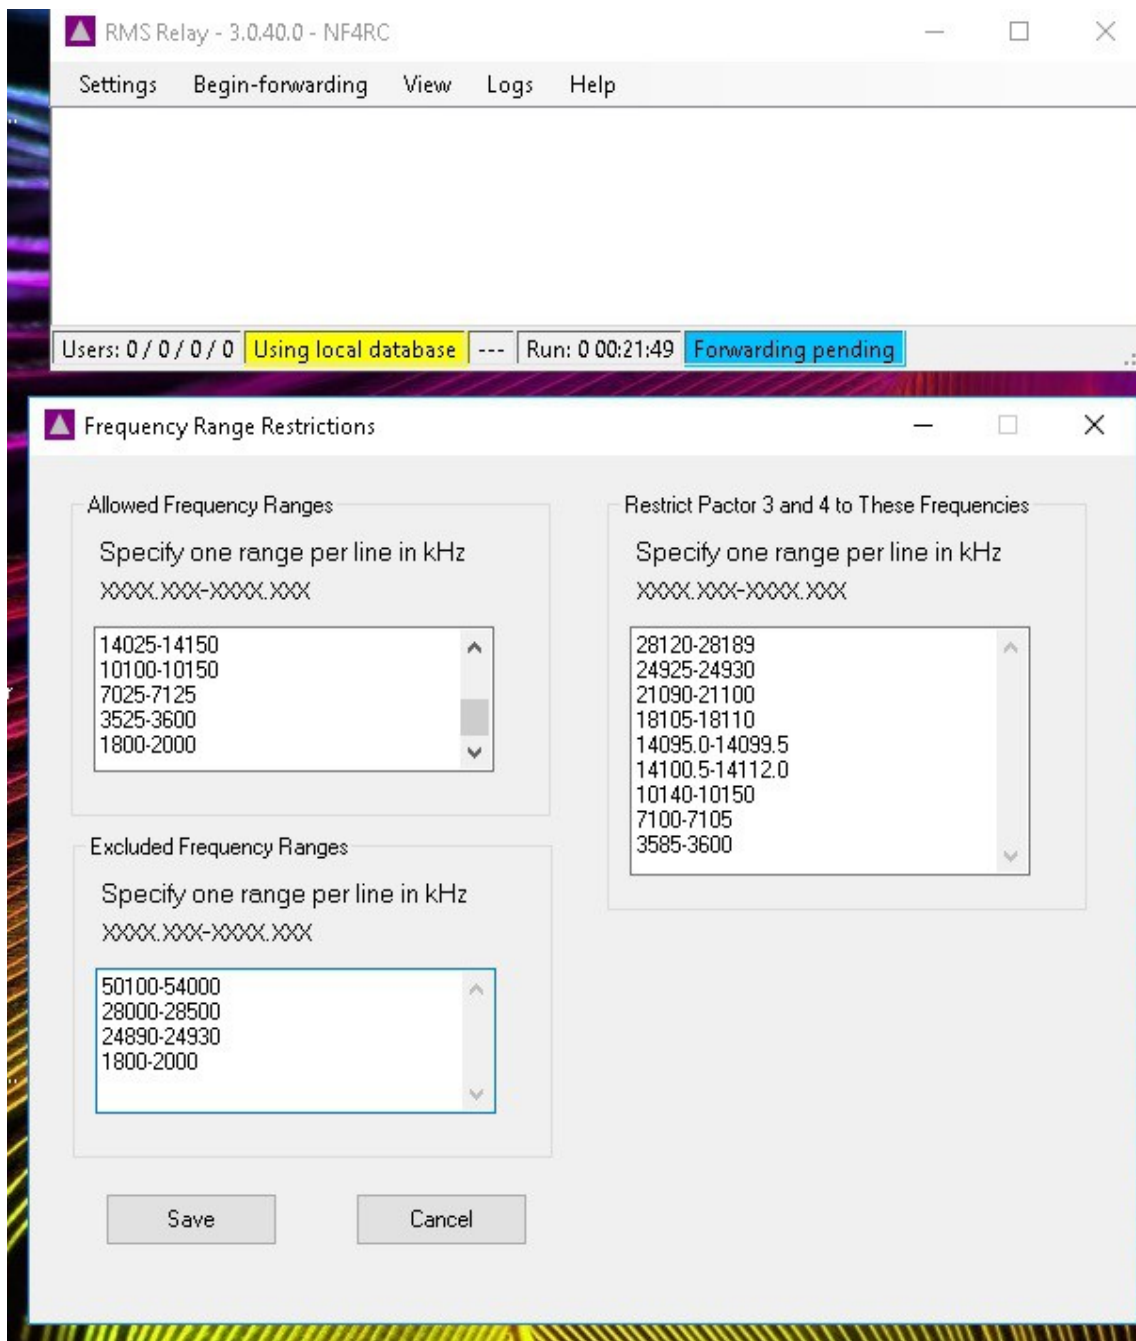 RMS Relay - 3.0.40.0 - NF4RC
Settings Begin-forwarding View Logs Help
Users: 0 / 0 / 0 / 0 Using local database --- Run: 0 00:21:49 Forwarding pending
Frequency Range Restrictions
Allowed Frequency Ranges
Specify one range per line in kHz
XXXX.XXX-XXXX.XXX
14025-14150
10100-10150
7025-7125
3525-3600
1800-2000
Restrict Pactor 3 and 4 to These Frequencies
Specify one range per line in kHz
XXXX.XXX-XXXX.XXX
28120-28189
24925-24930
21090-21100
18105-18110
14095.0-14099.5
14100.5-14112.0
10140-10150
7100-7105
3585-3600
Excluded Frequency Ranges
Specify one range per line in kHz
XXXX.XXX-XXXX.XXX
50100-54000
28000-28500
24890-24930
1800-2000
Save Cancel